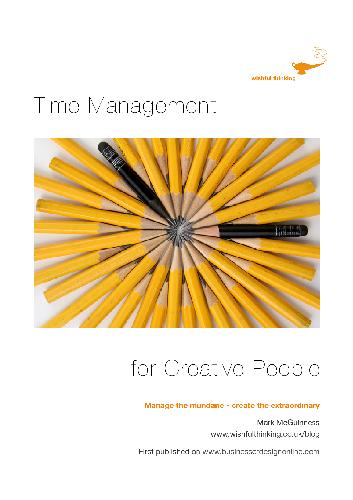 wishful thinking
Time Management
for Creative People
Manage the mundane - create the extraordinary
Mark McGuinness
www.wishfulthinking.co.uk/blog
First published on www.businessofdesignonline.com